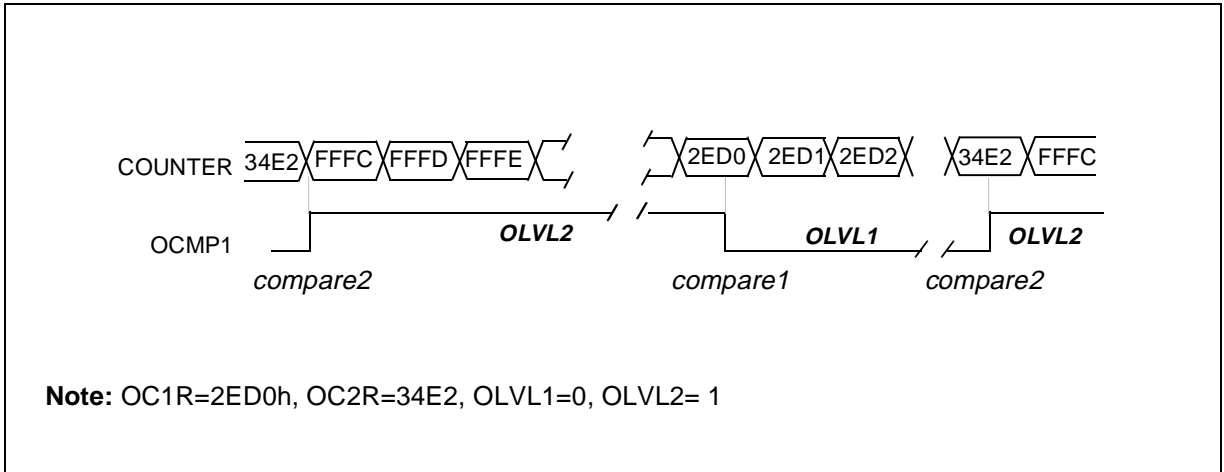 COUNTER 34E2 FFFC FFFD FFFE 2ED0 2ED1 2ED2 34E2 FFFC
OCMP1 OLVL2 OLVL1 OLVL2
compare2 compare1 compare2
Note: OC1R=2ED0h, OC2R=34E2, OLVL1=0, OLVL2= 1